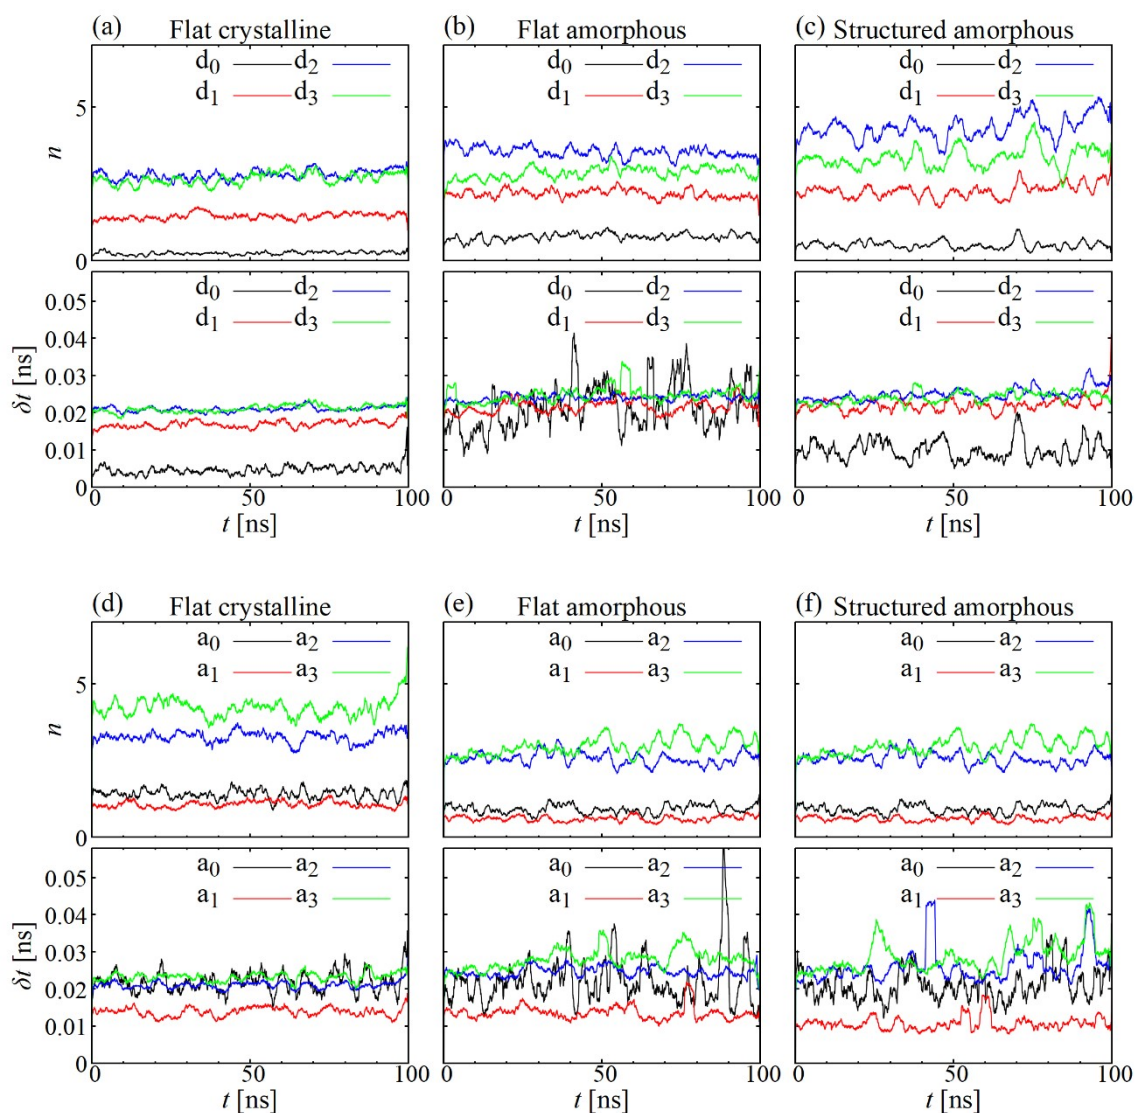 (a) Flat crystalline (b) Flat amorphous (c) Structured amorphous
d0 d2 d0 d2 d0 d2
d1 d3 d1 d3 d1 d3
5
n
0
d0 d2 d0 d2 d0 d2
0.05
d1 d3 d1 d3 d1 d3
0.04
0.03
δt [ns]
0.02
0.01
0
0 50 100 0 50 100 0 50 100
t [ns] t [ns] t [ns]
(d) Flat crystalline (e) Flat amorphous (f) Structured amorphous
a0 a2 a0 a2 a0 a2
a1 a3 a1 a3 a1 a3
5
n
0
a0 a2 a0 a2 a0 a2
0.05
a1 a3 a1 a3 a1 a3
0.04
0.03
δt [ns]
0.02
0.01
0
0 50 100 0 50 100 0 50 100
t [ns] t [ns] t [ns]